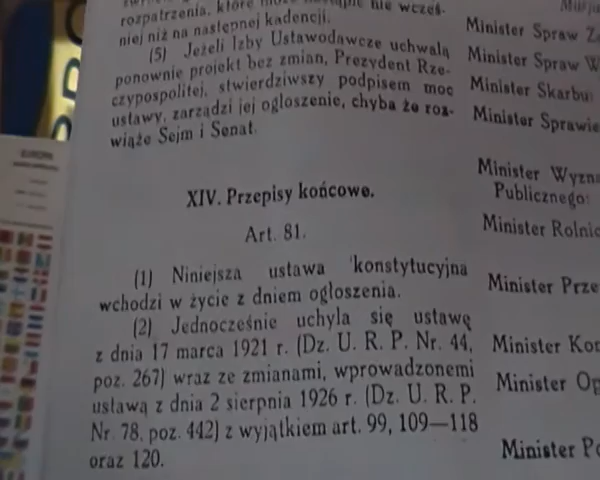 rozpatrzenia, które
niej niż na następnej kadencji.
(5) Jeżeli Izby Ustawodawcze uchwalą
ponownie projekt bez zmian, Prezydent Rze-
czypospolitej, stwierdziwszy podpisem moc
ustawy, zarządzi jej ogłoszenie, chyba że roz-
wiąże Sejm i Senat.
XIV. Przepisy końcowe.
Art. 81.
(1) Niniejsza ustawa konstytucyjna
wchodzi w życie z dniem ogłoszenia.
(2) Jednocześnie uchyla się ustawę
z dnia 17 marca 1921 r. (Dz. U. R. P. Nr. 44,
poz. 267) wraz ze zmianami, wprowadzonemi
ustawą z dnia 2 sierpnia 1926 r. (Dz. U. R. P.
Nr. 78, poz. 442) z wyjątkiem art. 99, 109—118
oraz 120.
Minister Spraw
Minister Spraw W
Minister Skarbu:
Minister Sprawie
Minister Wyzna
Publicznego:
Minister Rolnic
Minister Prze
Minister Kom
Minister Op
Minister Po